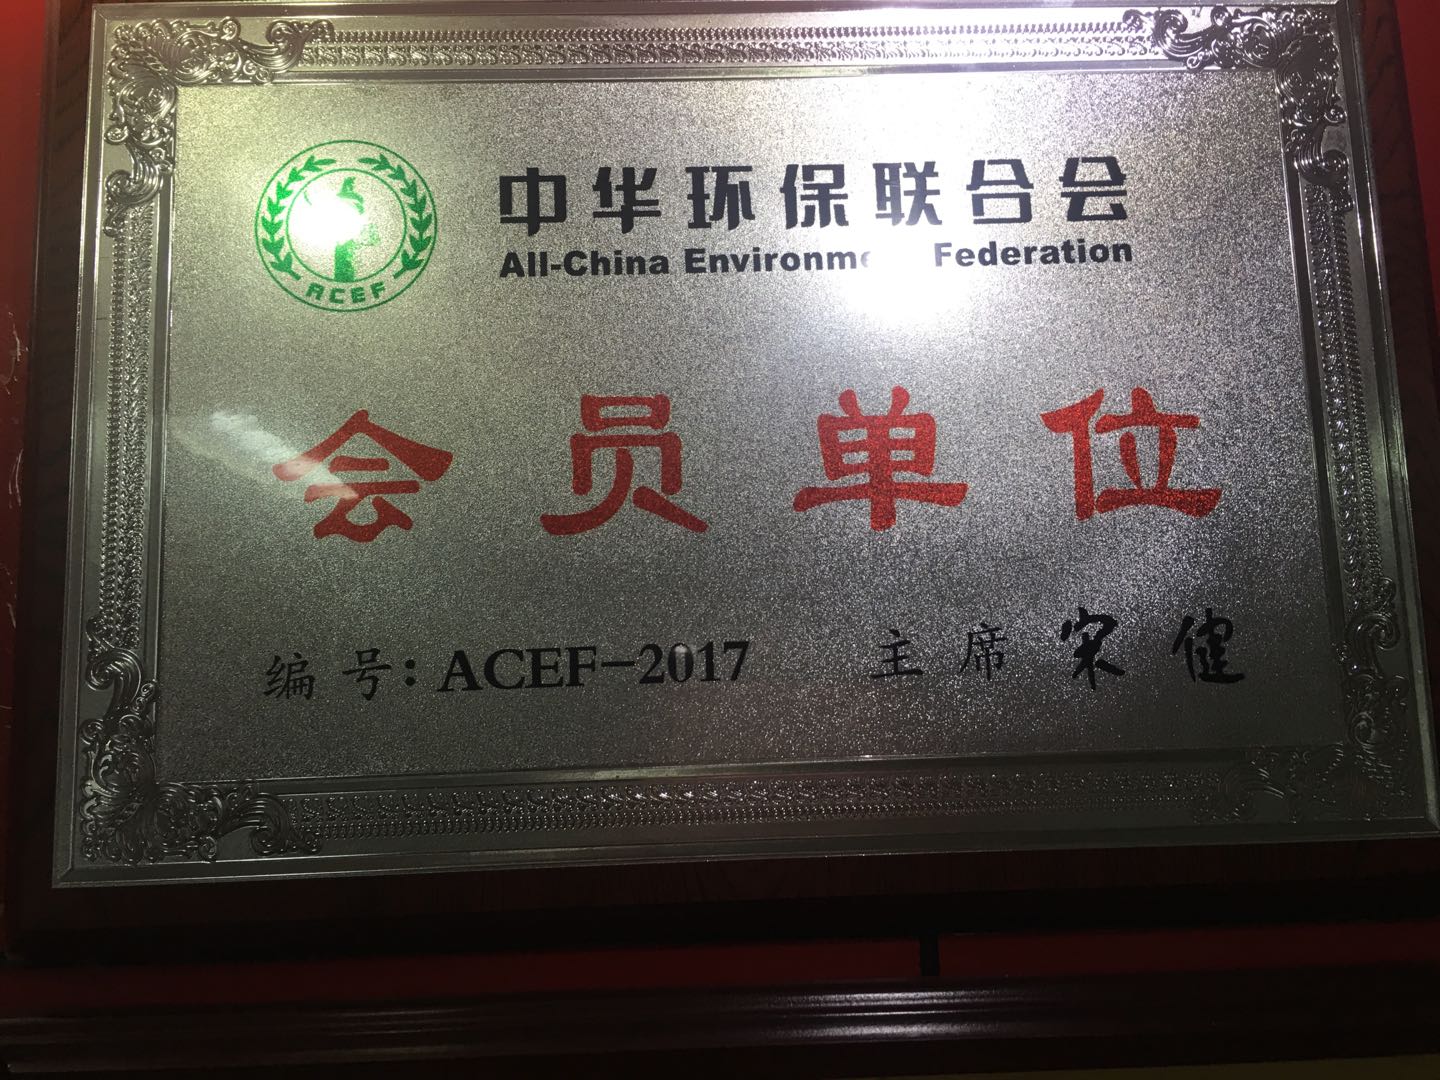 ACEF
中华环保联合会
All-China Federation
会员单位
编号：ACEF-2017 主席 宋健